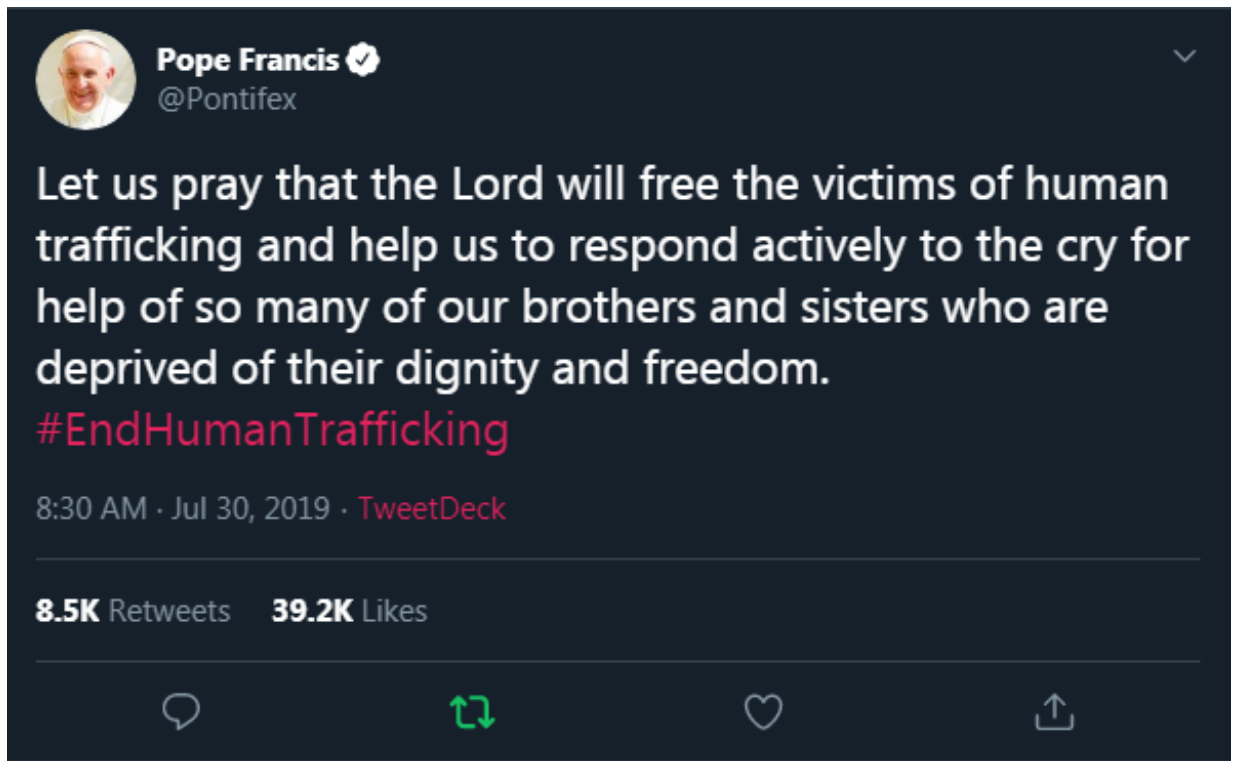 Pope Francis
@Pontifex
Let us pray that the Lord will free the victims of human
trafficking and help us to respond actively to the cry for
help of so many of our brothers and sisters who are
deprived of their dignity and freedom.
#EndHumanTrafficking
8:30 AM · Jul 30, 2019 · TweetDeck
8.5K Retweets 39.2K Likes